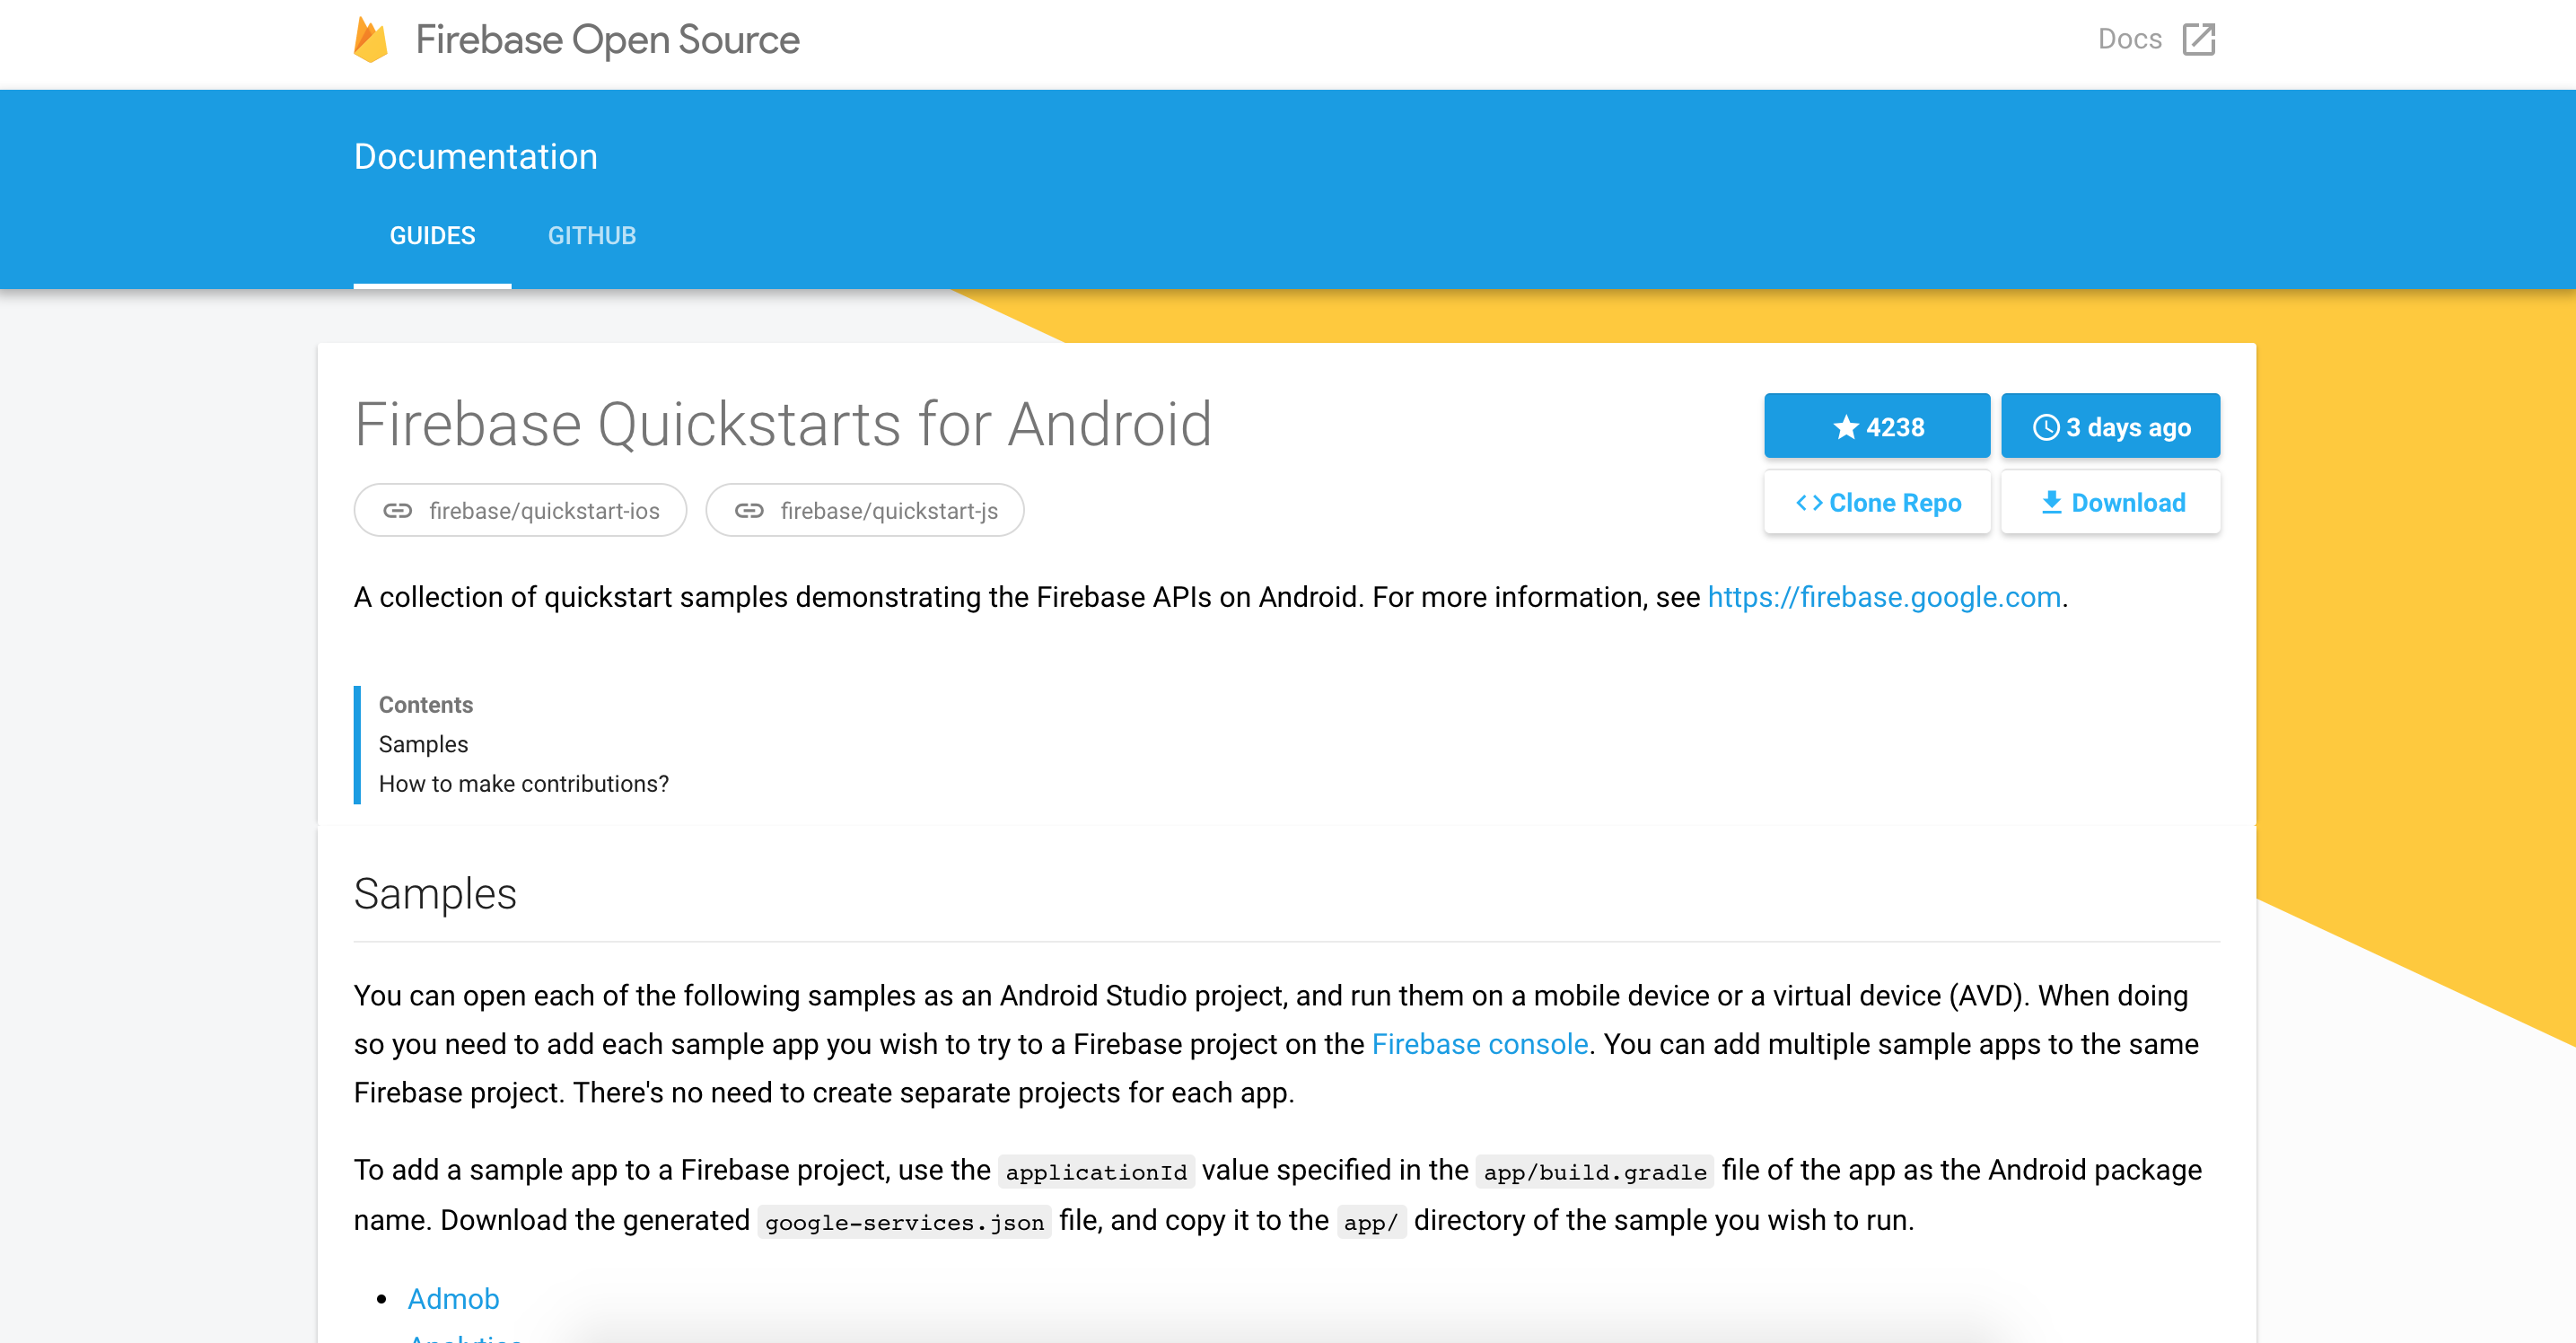 Firebase Open Source
Docs
Documentation
GUIDES GITHUB
Firebase Quickstarts for Android
4238
3 days ago
firebase/quickstart-ios
firebase/quickstart-js
Clone Repo
Download
A collection of quickstart samples demonstrating the Firebase APIs on Android. For more information, see https://firebase.google.com.
Contents
Samples
How to make contributions?
Samples
You can open each of the following samples as an Android Studio project, and run them on a mobile device or a virtual device (AVD). When doing
so you need to add each sample app you wish to try to a Firebase project on the Firebase console. You can add multiple sample apps to the same
Firebase project. There's no need to create separate projects for each app.
To add a sample app to a Firebase project, use the applicationId value specified in the app/build.gradle file of the app as the Android package
name. Download the generated google-services.json file, and copy it to the app/ directory of the sample you wish to run.
Admob